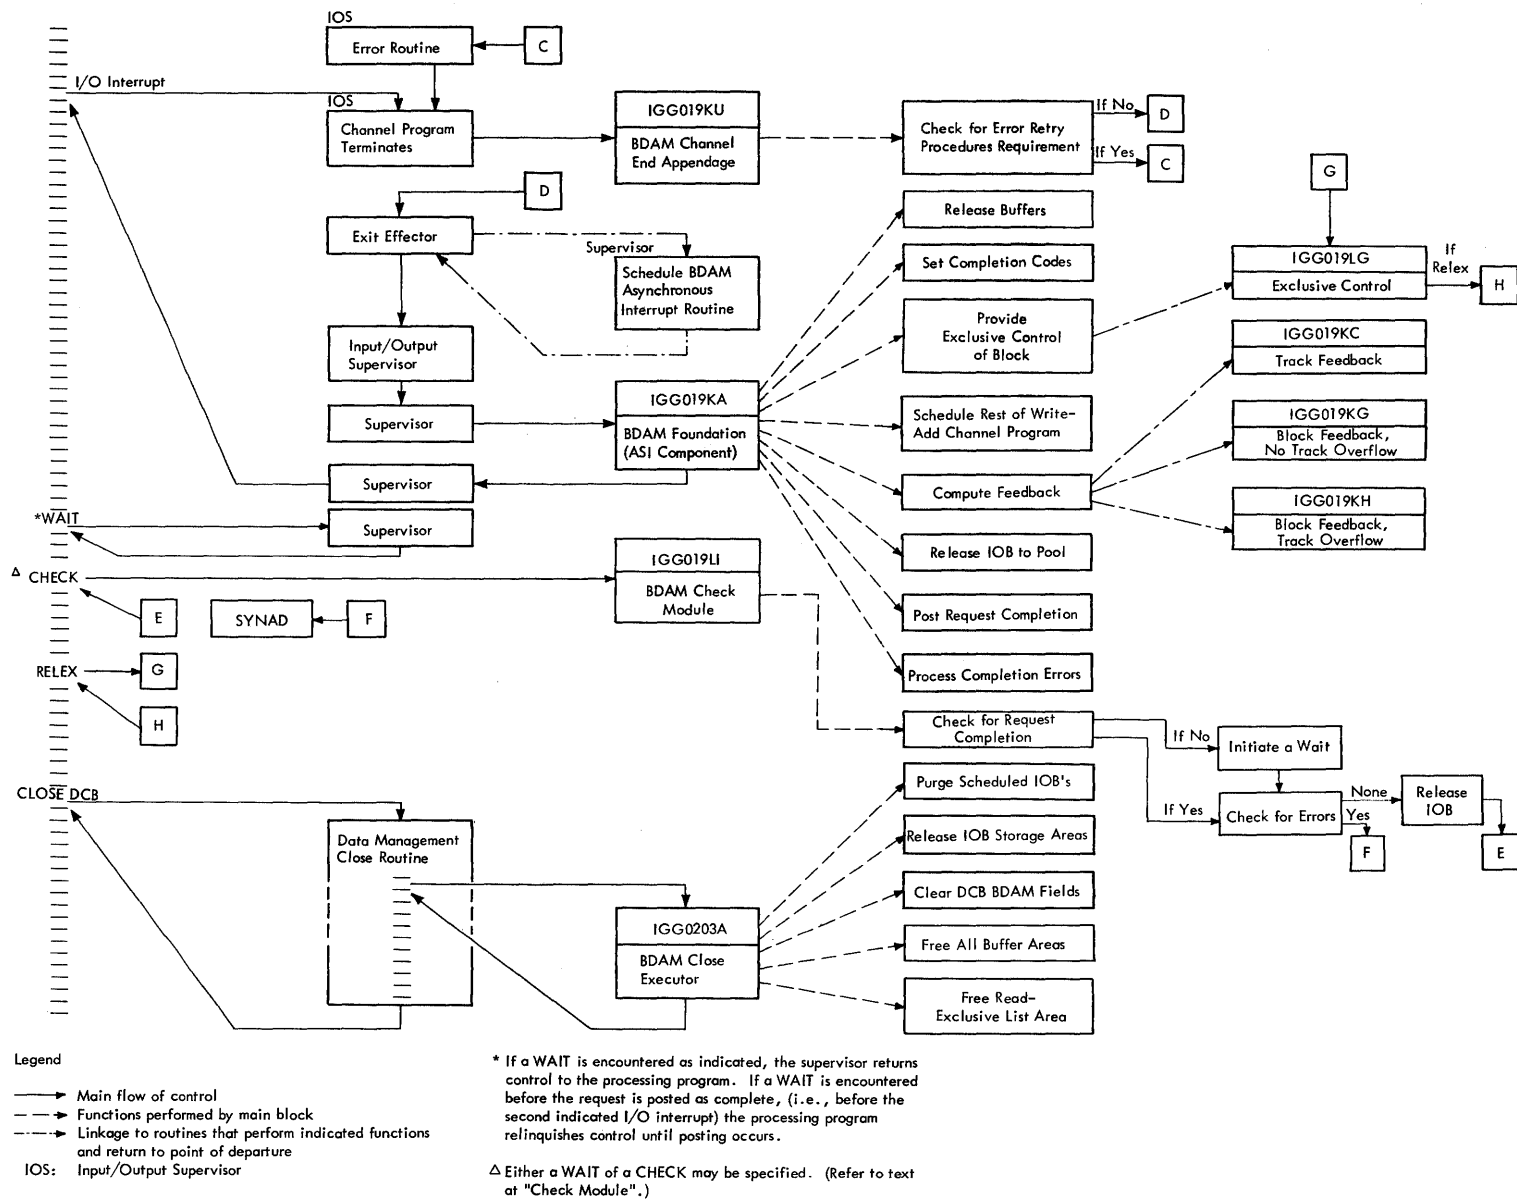 IOS
Error Routine
C
I/O Interrupt
IOS
Channel Program
Terminates
IGG019KU
BDAM Channel
End Appendage
Check for Error Retry
Procedures Requirement
If No
D
If Yes
C
D
Exit Effector
Supervisor
Schedule BDAM
Asynchronous
Interrupt Routine
Release Buffers
Set Completion Codes
Provide
Exclusive Control
of Block
G
IGG019LG
Exclusive Control
If
Relex
H
IGG019KC
Track Feedback
Input/Output
Supervisor
Supervisor
IGG019KA
BDAM Foundation
(ASI Component)
Schedule Rest of Write-
Add Channel Program
IGG019KG
Block Feedback,
No Track Overflow
Supervisor
Compute Feedback
IGG019KH
Block Feedback,
Track Overflow
*WAIT
Supervisor
Release IOB to Pool
Δ CHECK
IGG019LI
BDAM Check
Module
E
SYNAD
F
Post Request Completion
RELEX
G
Process Completion Errors
H
Check for Request
Completion
If No
Initiate a Wait
If Yes
Check for Errors
None
Yes
Release
IOB
F
E
CLOSE DCB
Data Management
Close Routine
IGG0203A
BDAM Close
Executor
Purge Scheduled IOB's
Release IOB Storage Areas
Clear DCB BDAM Fields
Free All Buffer Areas
Free Read-
Exclusive List Area
Legend
Main flow of control
Functions performed by main block
Linkage to routines that perform indicated functions
and return to point of departure
IOS: Input/Output Supervisor
* If a WAIT is encountered as indicated, the supervisor returns
control to the processing program. If a WAIT is encountered
before the request is posted as complete, (i.e., before the
second indicated I/O interrupt) the processing program
relinquishes control until posting occurs.
Δ Either a WAIT of a CHECK may be specified. (Refer to text
at "Check Module".)